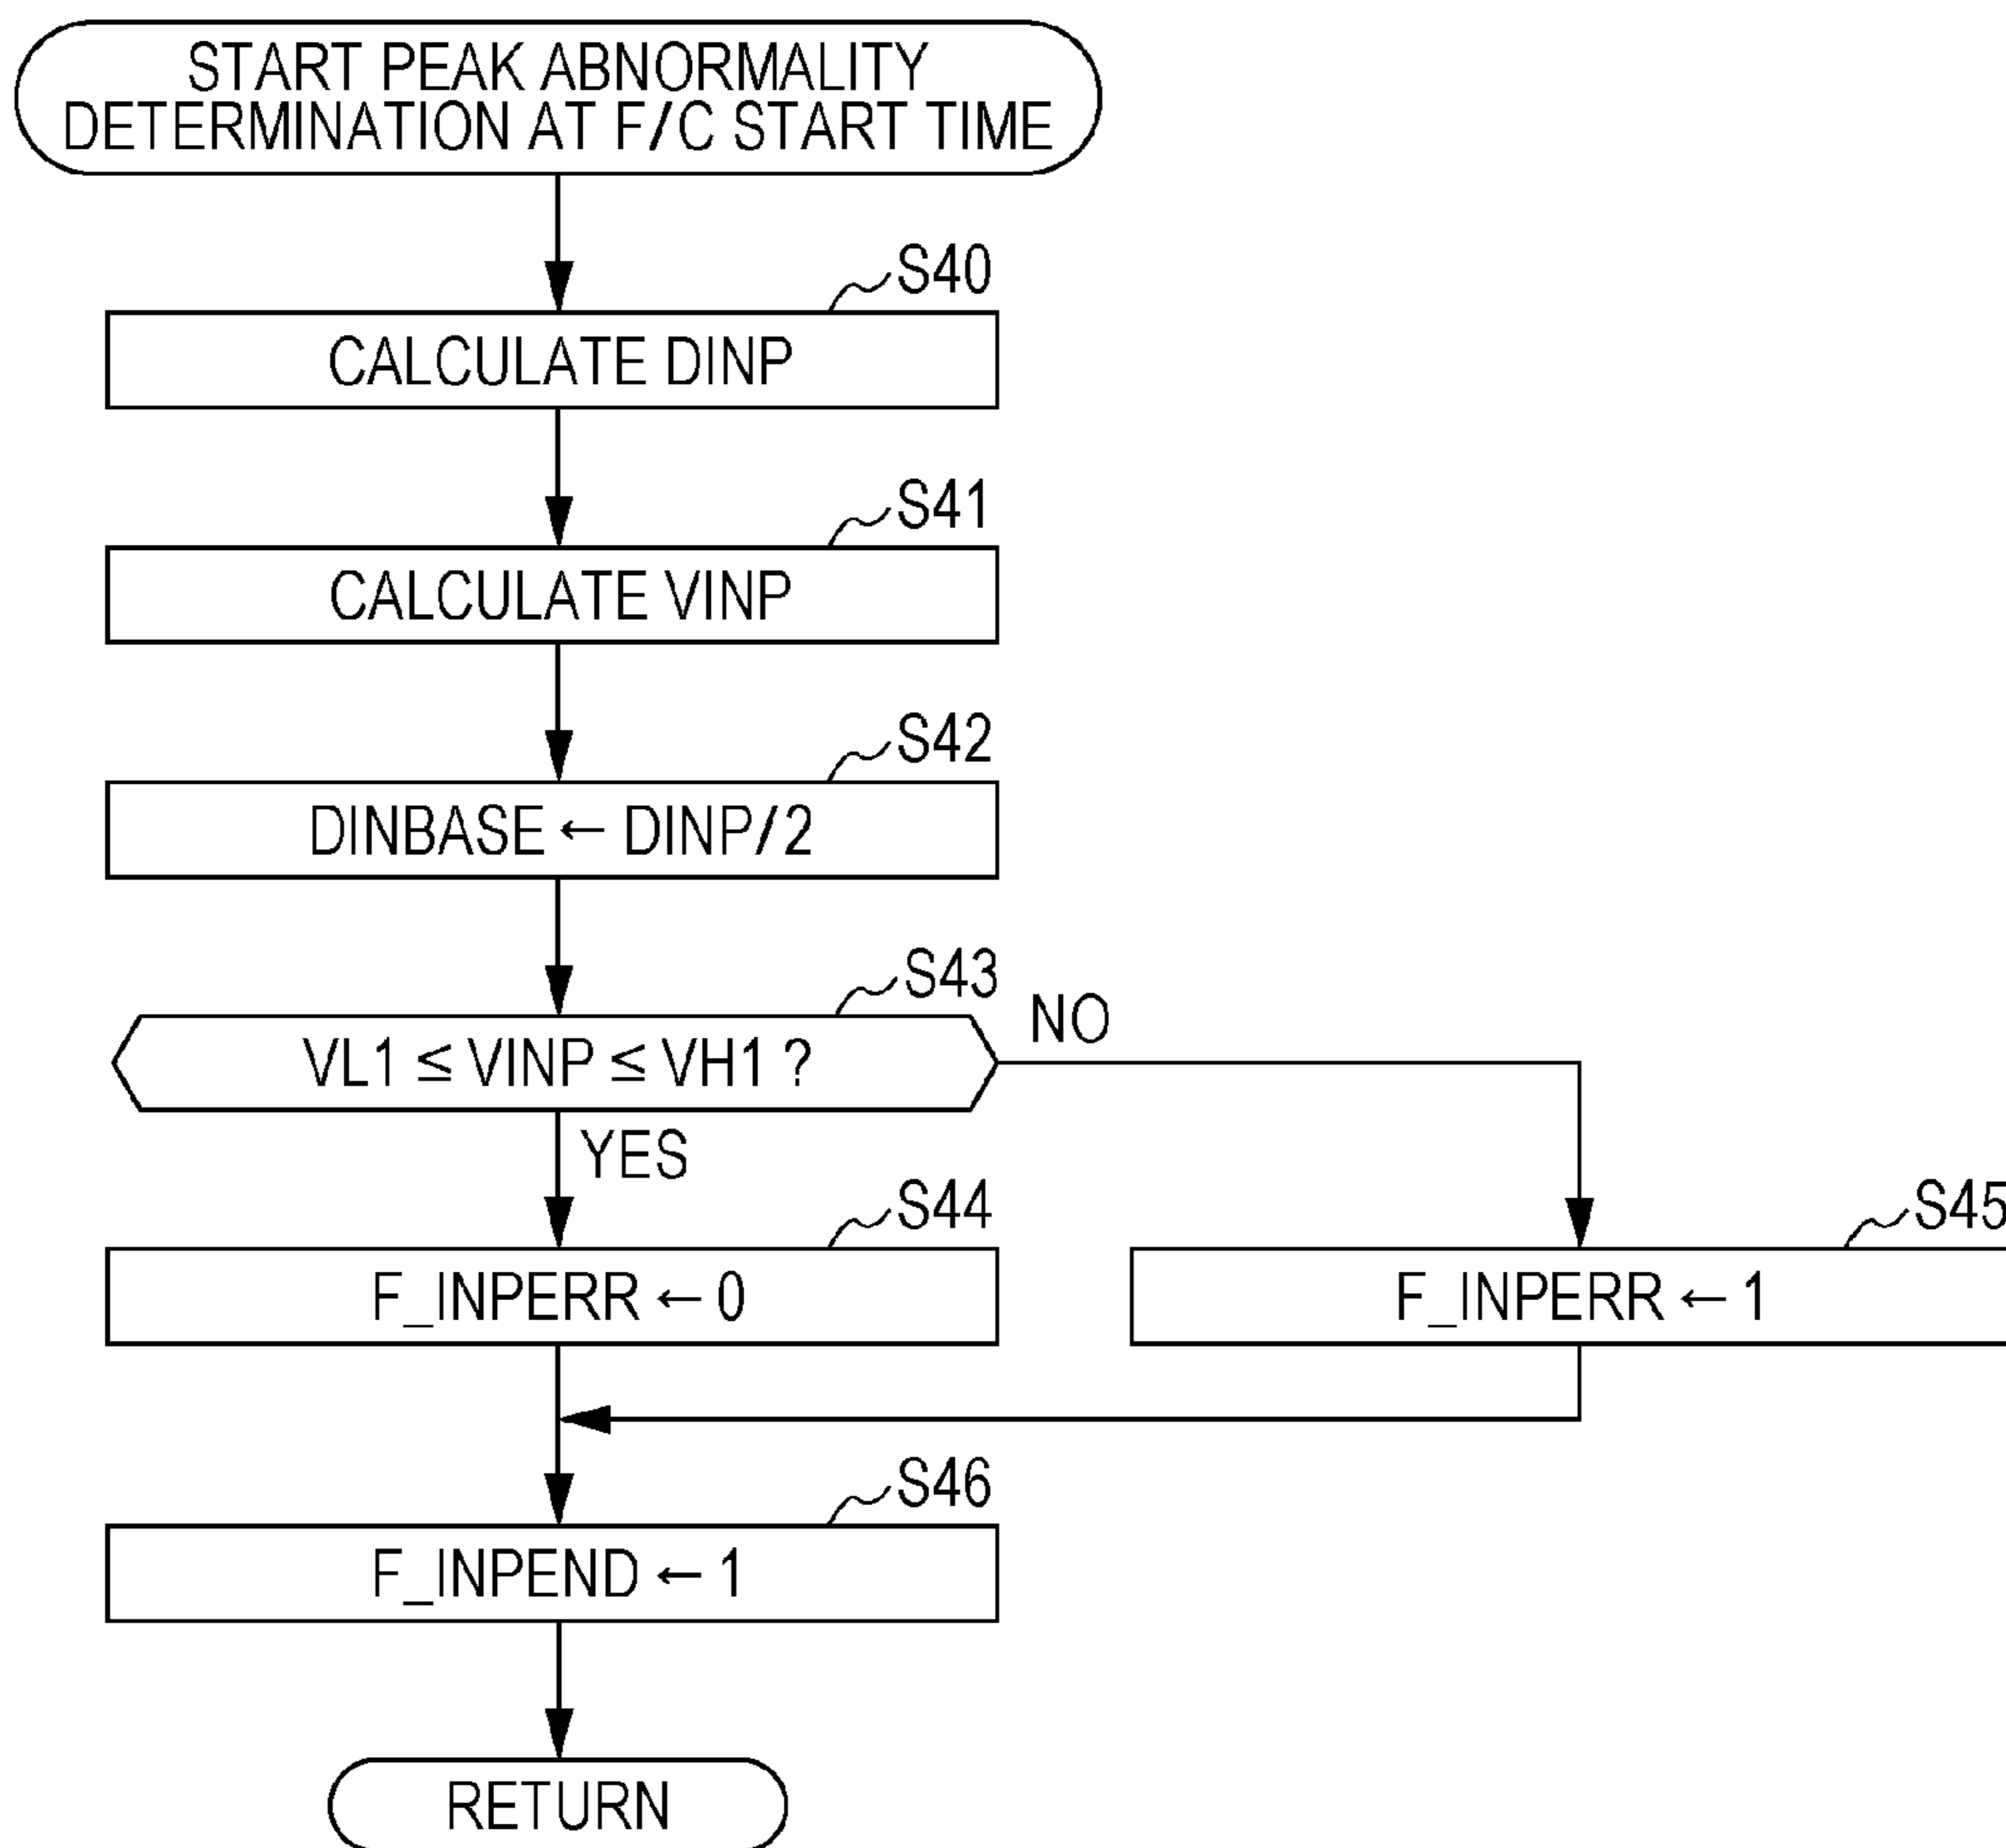 START PEAK ABNORMALITY
DETERMINATION AT F/C START TIME
S40
CALCULATE DINP
S41
CALCULATE VINP
S42
DINBASE ← DINP/2
S43
VL1 ≤ VINP ≤ VH1 ?
NO
YES
S44
F_INPERR ← 0
S45
F_INPERR ← 1
S46
F_INPEND ← 1
RETURN